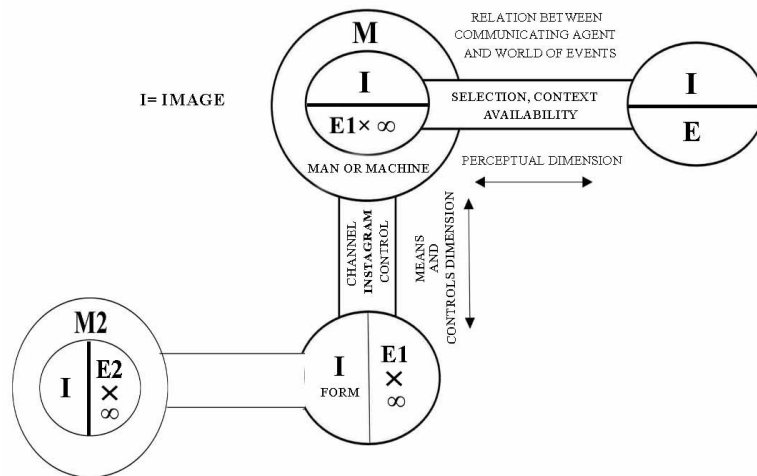 RELATION BETWEEN
COMMUNICATING AGENT
AND WORLD OF EVENTS
M
I= IMAGE
I
E1 × ∞
MAN OR MACHINE
SELECTION, CONTEXT
AVAILABILITY
I
E
PERCEPTUAL DIMENSION
CHANNEL
INSTAGRAM
CONTROL
MEANS
AND
CONTROLS DIMENSION
M2
I
E2
×
∞
I
FORM
E1
×
∞